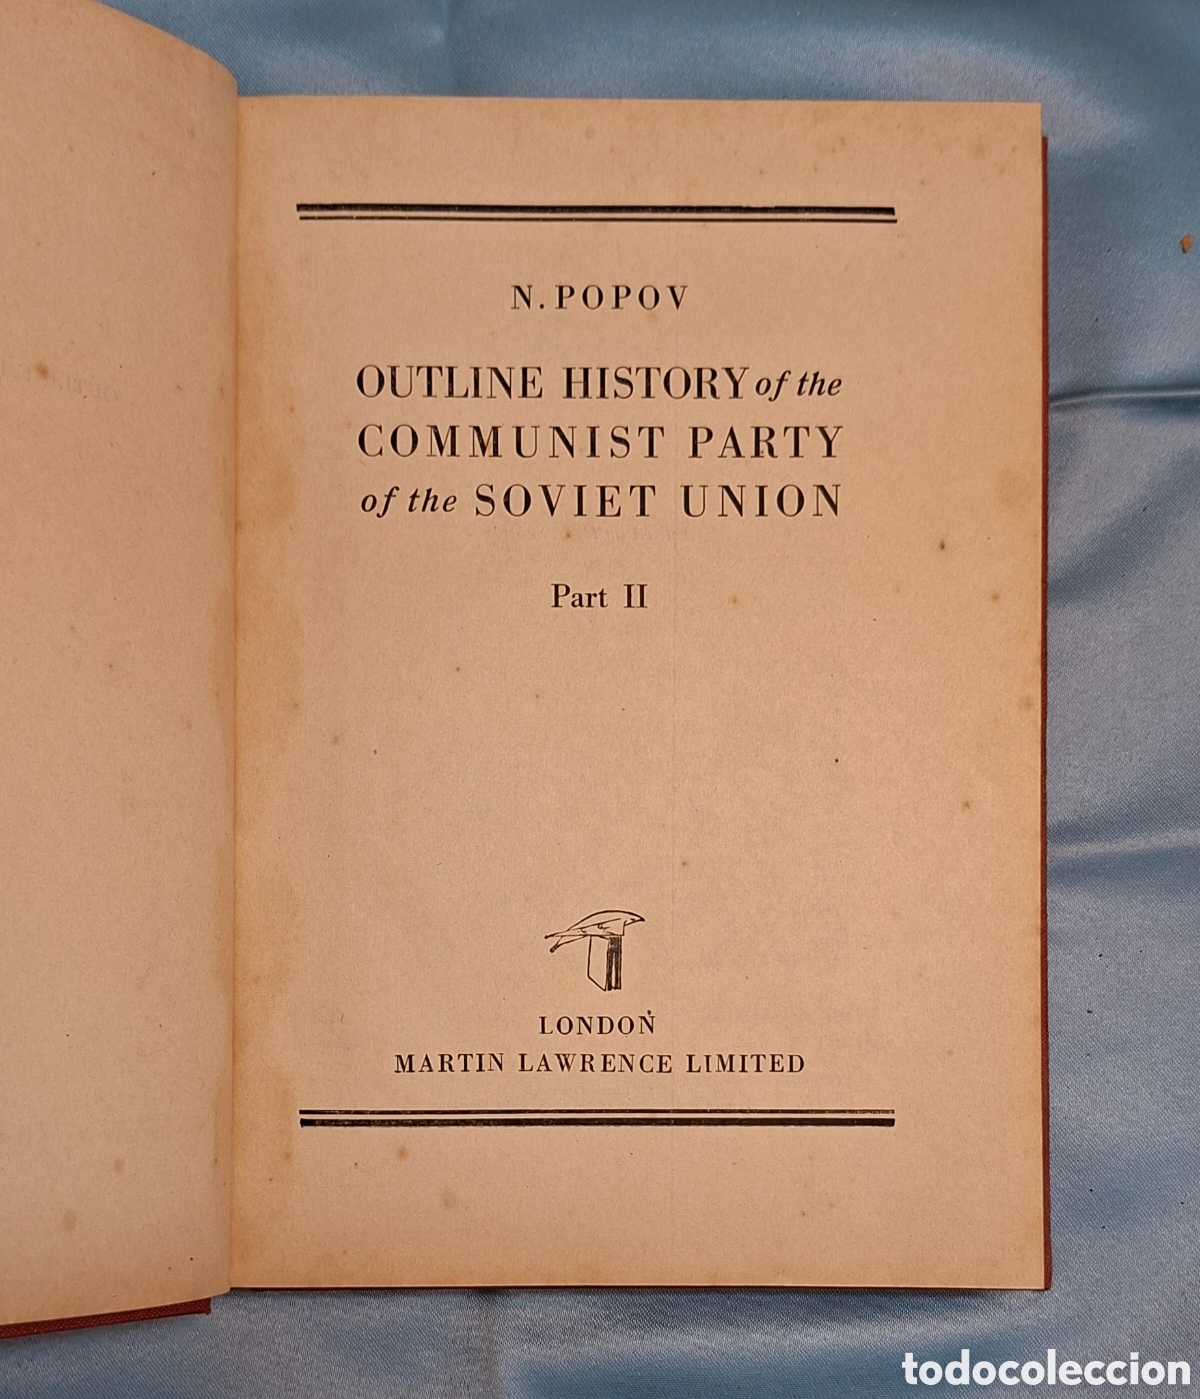 N. POPOV
OUTLINE HISTORY of the
COMMUNIST PARTY
of the SOVIET UNION
Part II
LONDON
MARTIN LAWRENCE LIMITED
todocoleccion